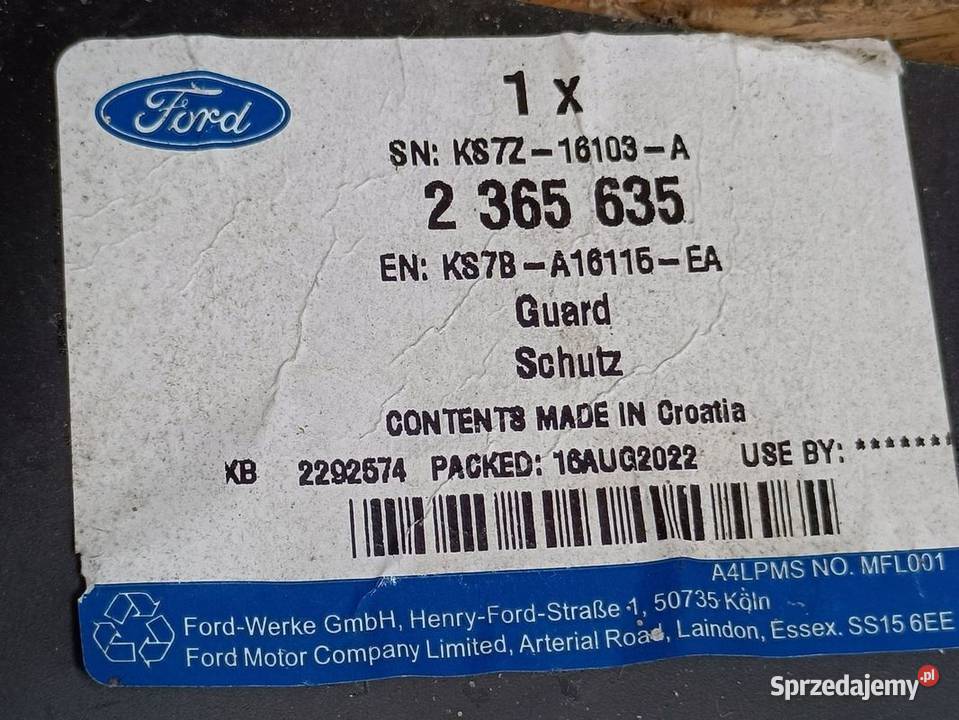 Ford
1 x
SN: KS7Z-16103-A
2 365 635
EN: KS7B-A16115-EA
Guard
Schutz
CONTENTS MADE IN Croatia
KB 2292574 PACKED: 16AUG2022 USE BY: *******
A4LPMS NO. MFL001
Ford-Werke GmbH, Henry-Ford-Straße 1, 50735 Köln
Ford Motor Company Limited, Arterial Road, Laindon, Essex. SS15 6EE
Sprzedajemy.pl